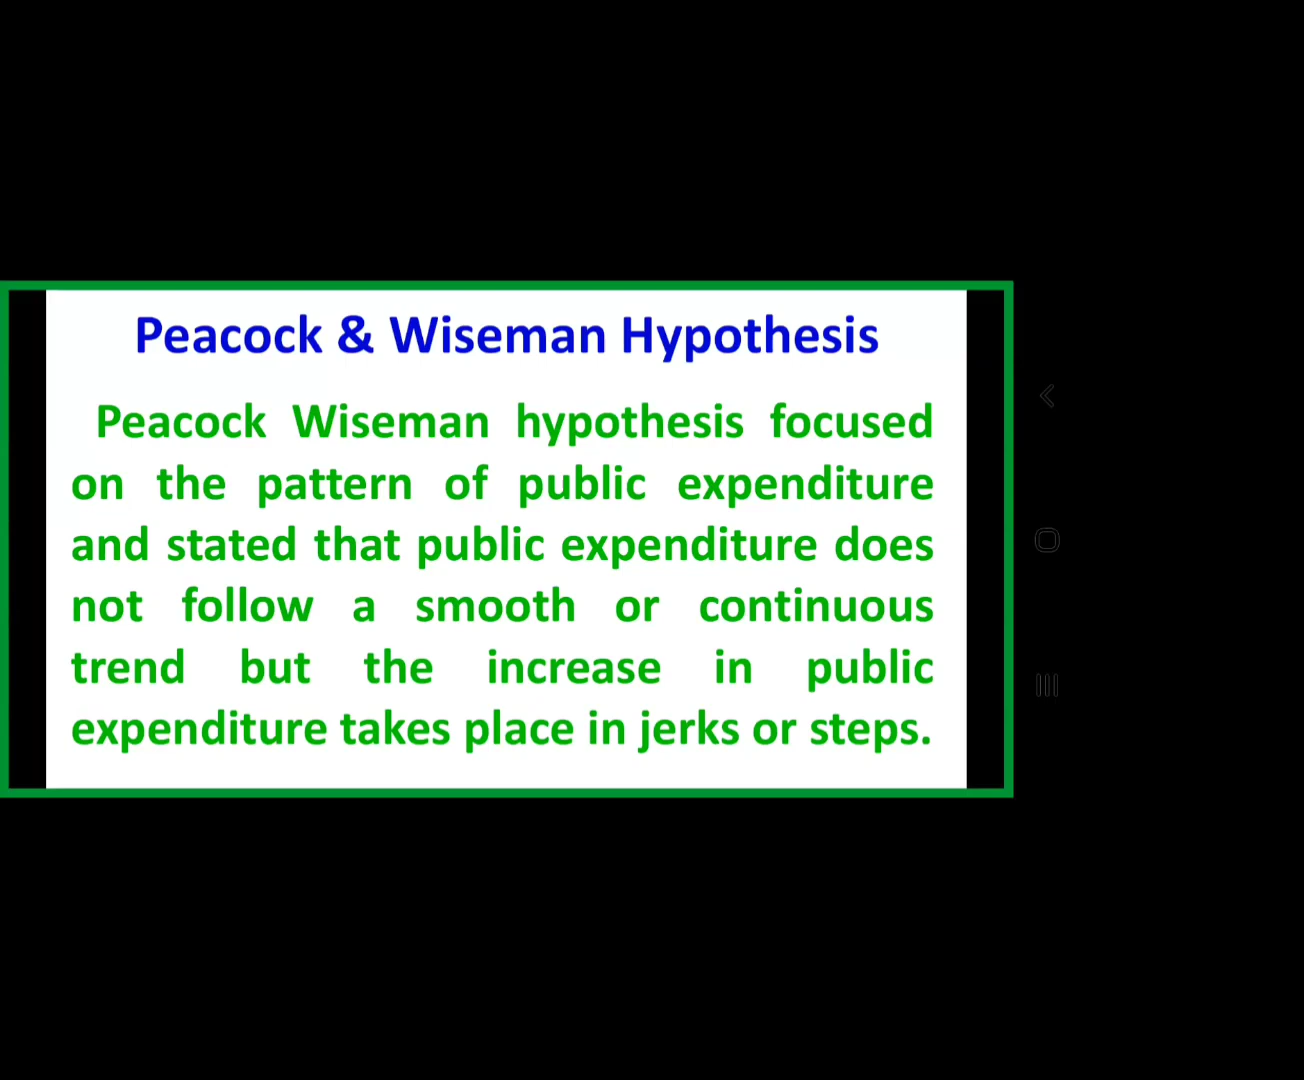 Peacock & Wiseman Hypothesis
Peacock Wiseman hypothesis focused
on the pattern of public expenditure
and stated that public expenditure does
not follow a smooth or continuous
trend but the increase in public
expenditure takes place in jerks or steps.